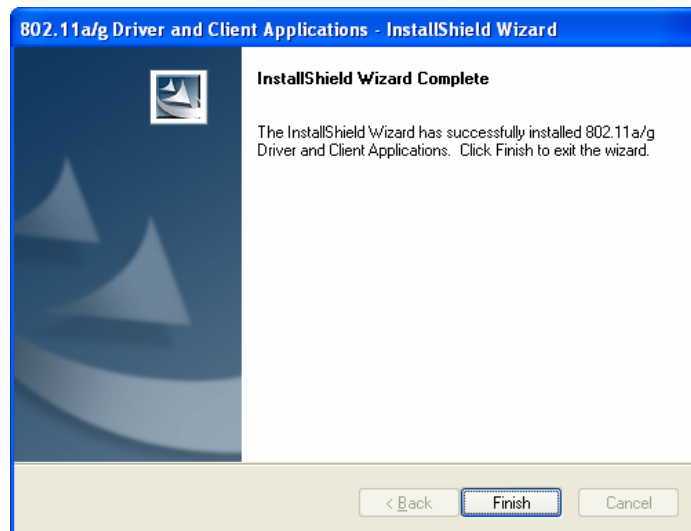 802.11a/g Driver and Client Applications - InstallShield Wizard
InstallShield Wizard Complete
The InstallShield Wizard has successfully installed 802.11a/g
Driver and Client Applications. Click Finish to exit the wizard.
< Back
Finish
Cancel